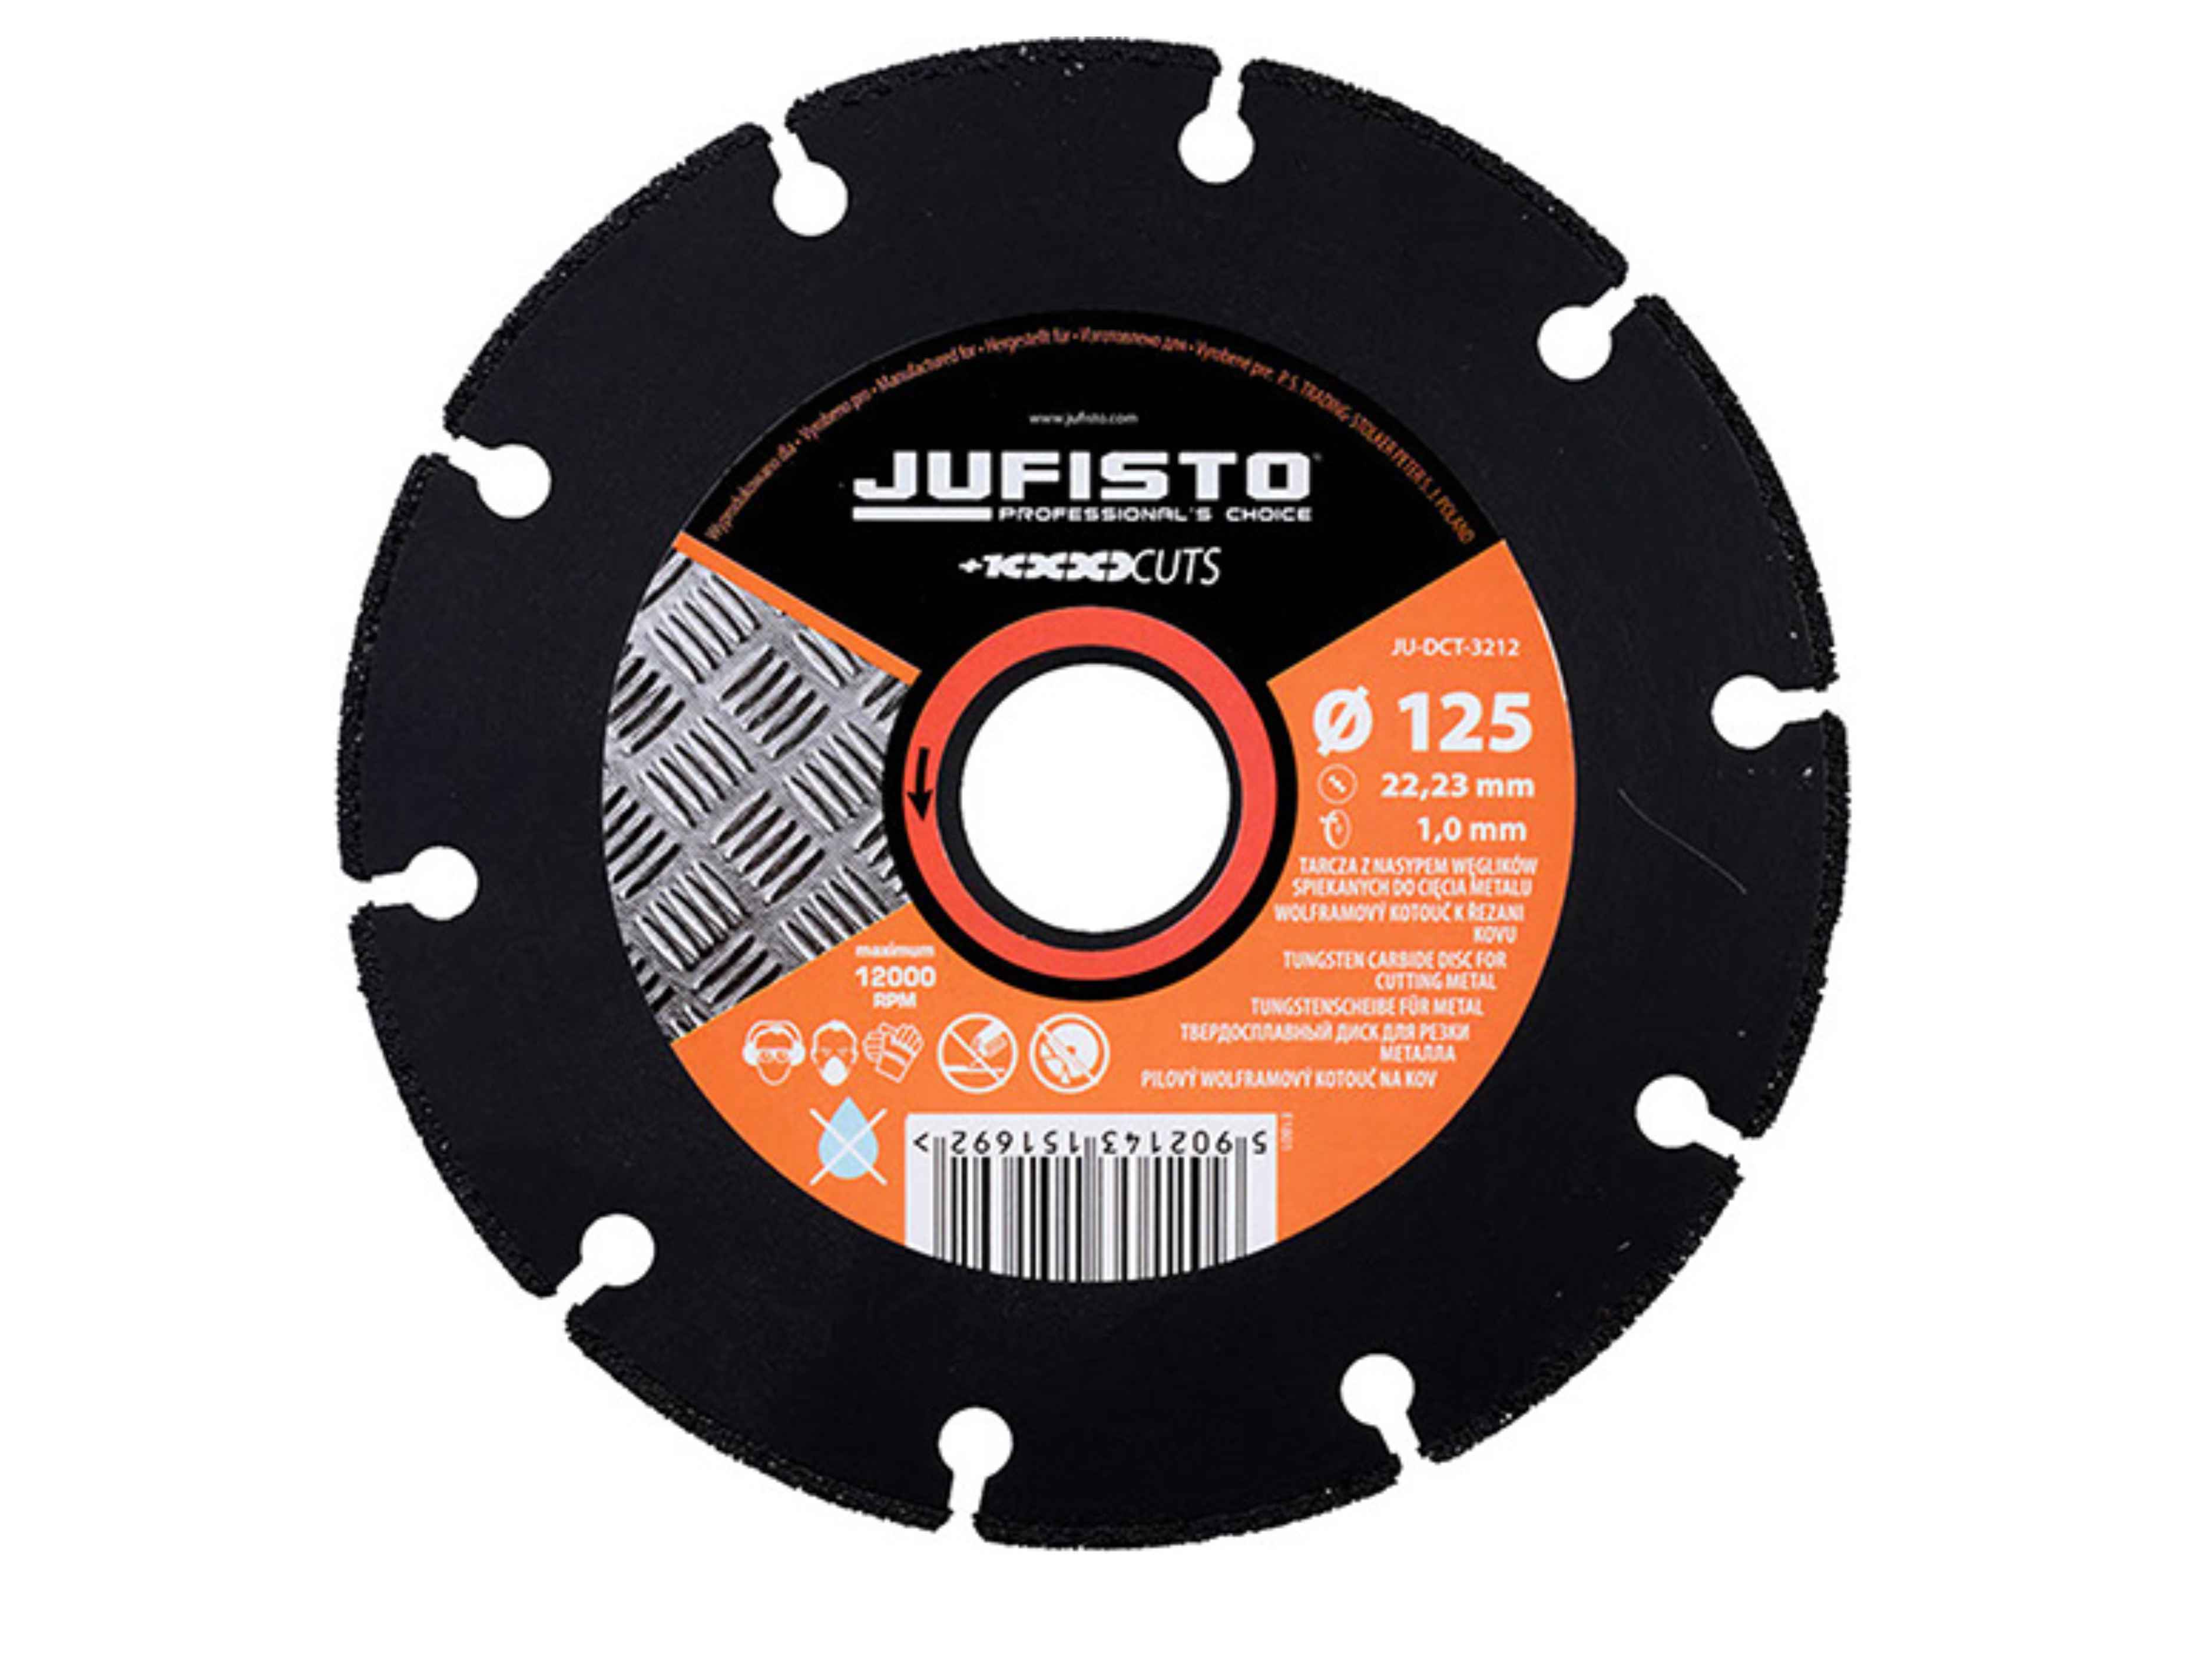 Wyprodukowano dla • Vyrobeno pro • Manufactured for • Hergestellt für • Изготовлено для • Vyrobené pre: P.S. TRADING-STOLKER PETER S.J. POLAND
www.jufisto.com
JUFISTO
PROFESSIONAL'S CHOICE
+1000CUTS
JU-DCT-3212
Ø 125
22,23 mm
1,0 mm
TARCZA Z NASYPEM WĘGLIKÓW
SPIEKANYCH DO CIĘCIA METALU
WOLFRAMOVÝ KOTOUČ K ŘEZANI
KOVU
TUNGSTEN CARBIDE DISC FOR
CUTTING METAL
TUNGSTENSCHEIBE FÜR METAL
ТВЕРДОСПЛАВНЫЙ ДИСК ДЛЯ РЕЗКИ
МЕТАЛЛА
PILOVÝ WOLFRAMOVÝ KOTOUČ NA KOV
maximum
12000
RPM
5 902143 151692 >